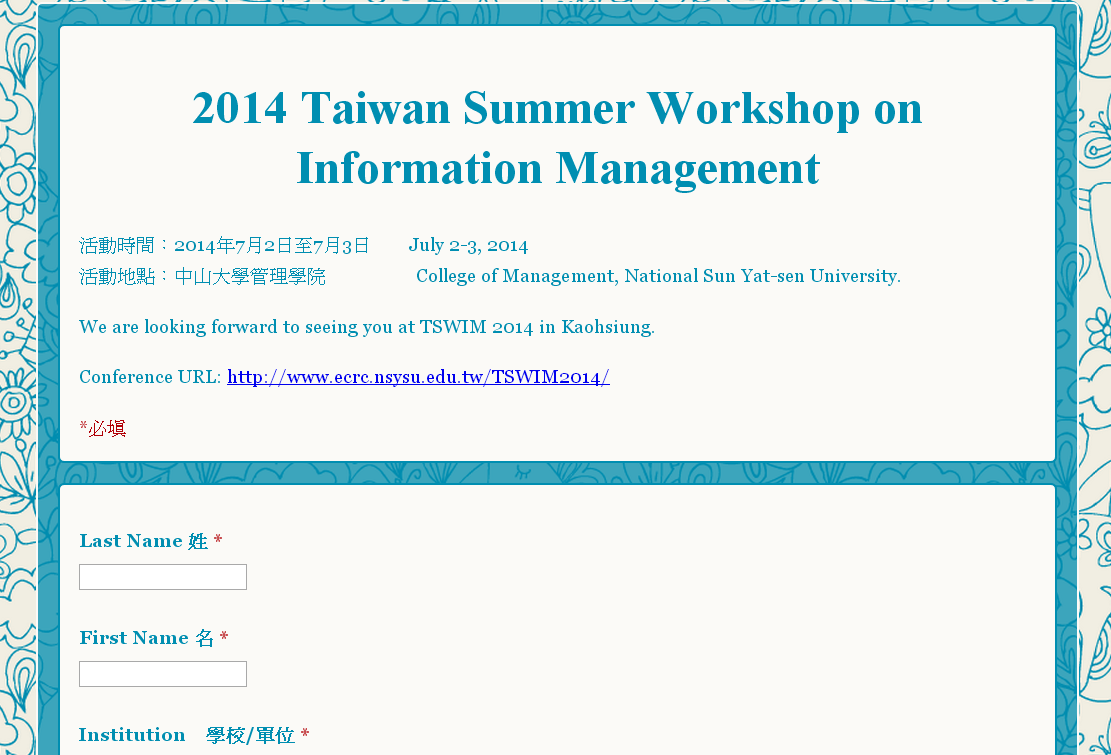 2014 Taiwan Summer Workshop on
Information Management
活動時間：2014年7月2日至7月3日 July 2-3, 2014
活動地點：中山大學管理學院 College of Management, National Sun Yat-sen University.
We are looking forward to seeing you at TSWIM 2014 in Kaohsiung.
Conference URL: http://www.ecrc.nsysu.edu.tw/TSWIM2014/
*必填
Last Name 姓 *
First Name 名 *
Institution 學校/單位 *